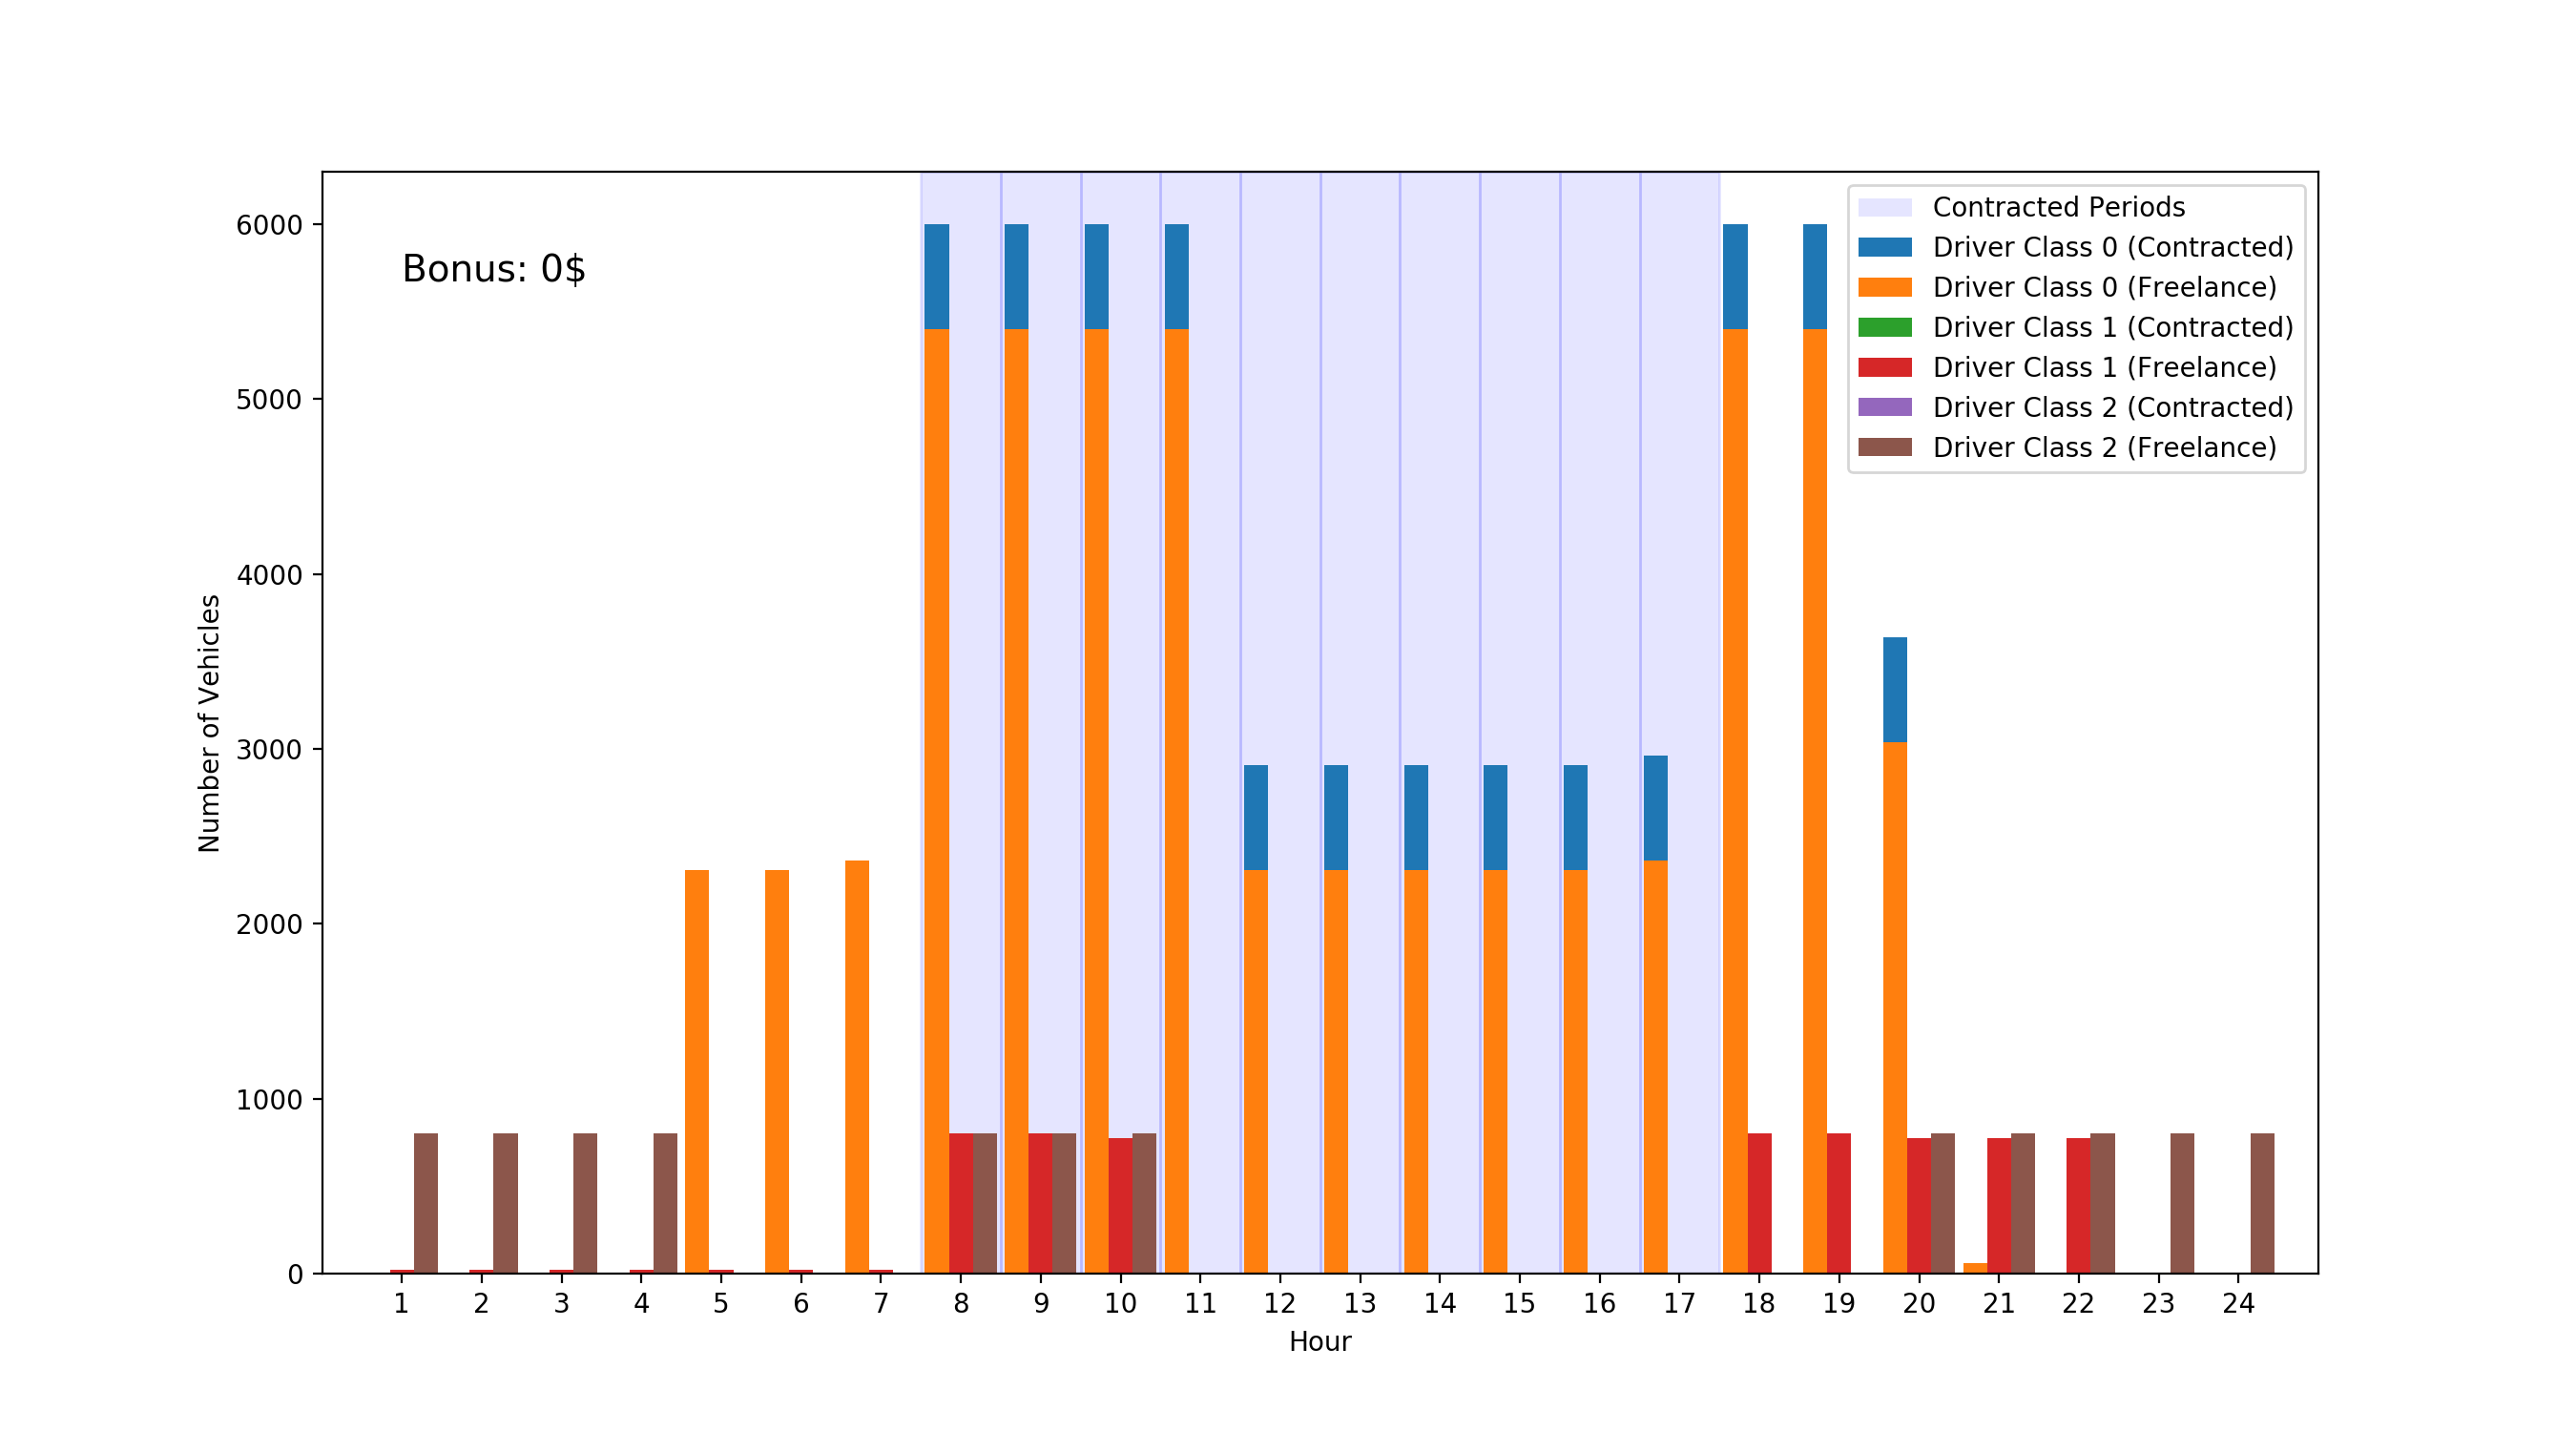 Bonus: 0$
Contracted Periods
Driver Class 0 (Contracted)
Driver Class 0 (Freelance)
Driver Class 1 (Contracted)
Driver Class 1 (Freelance)
Driver Class 2 (Contracted)
Driver Class 2 (Freelance)
Number of Vehicles
6000
5000
4000
3000
2000
1000
0
1 2 3 4 5 6 7 8 9 10 11 12 13 14 15 16 17 18 19 20 21 22 23 24
Hour